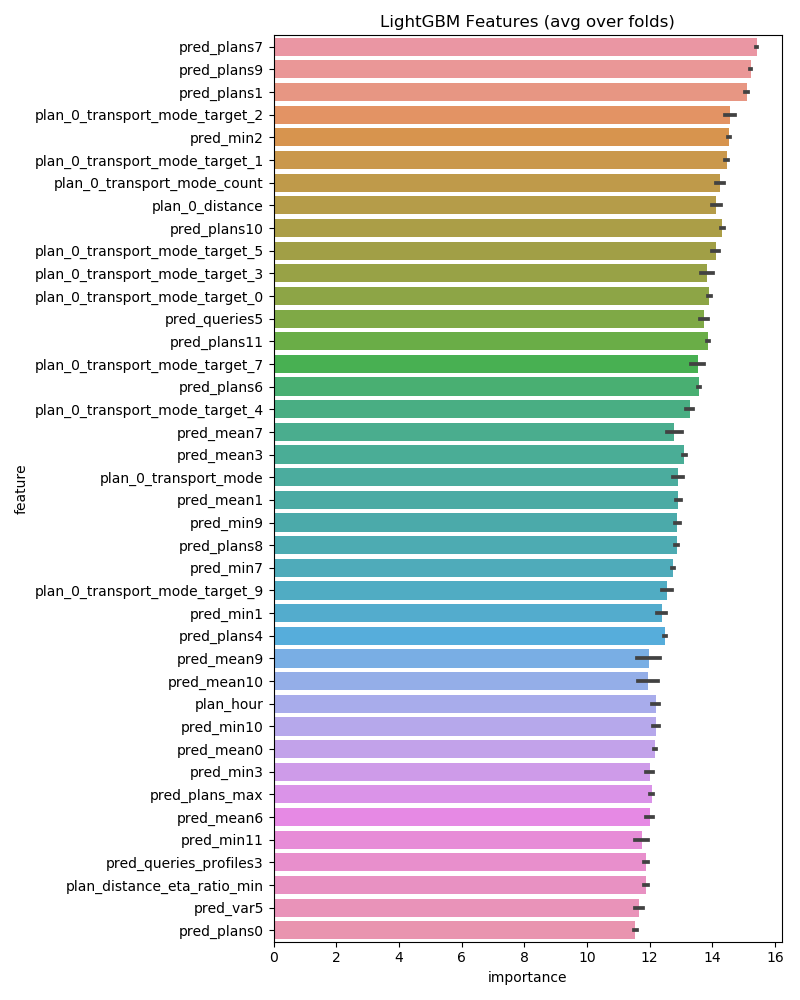 LightGBM Features (avg over folds)
pred_plans7
pred_plans9
pred_plans1
plan_0_transport_mode_target_2
pred_min2
plan_0_transport_mode_target_1
plan_0_transport_mode_count
plan_0_distance
pred_plans10
plan_0_transport_mode_target_5
plan_0_transport_mode_target_3
plan_0_transport_mode_target_0
pred_queries5
pred_plans11
plan_0_transport_mode_target_7
pred_plans6
plan_0_transport_mode_target_4
pred_mean7
pred_mean3
plan_0_transport_mode
pred_mean1
pred_min9
pred_plans8
pred_min7
plan_0_transport_mode_target_9
pred_min1
pred_plans4
pred_mean9
pred_mean10
plan_hour
pred_min10
pred_mean0
pred_min3
pred_plans_max
pred_mean6
pred_min11
pred_queries_profiles3
plan_distance_eta_ratio_min
pred_var5
pred_plans0
feature
0 2 4 6 8 10 12 14 16
importance